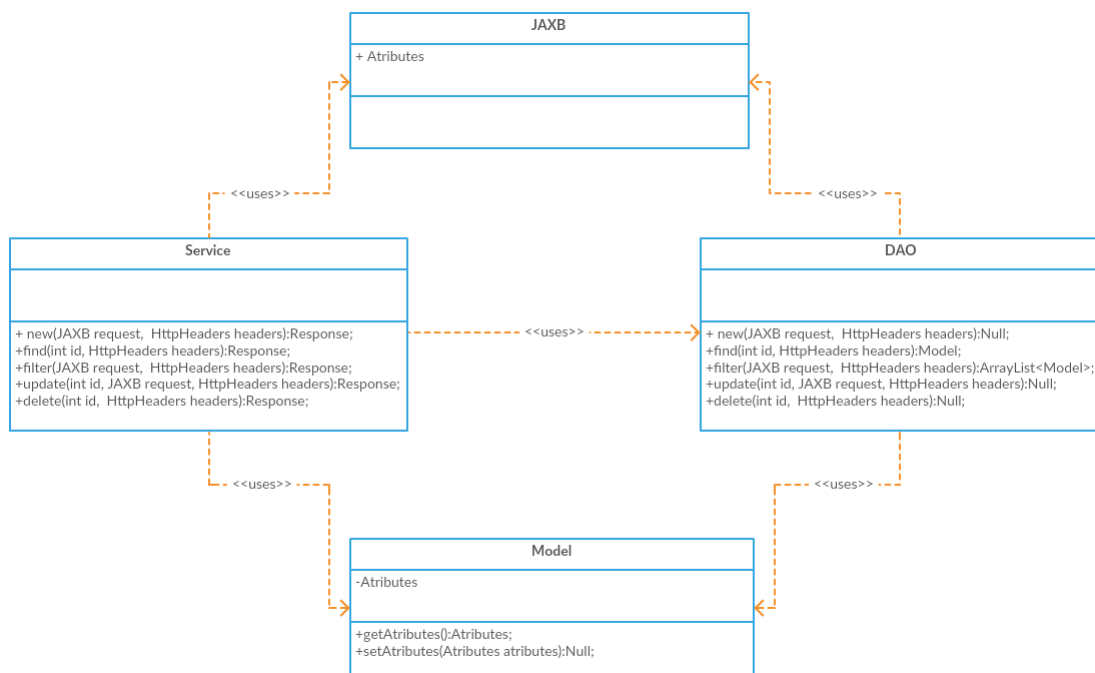 JAXB
+ Atributes
<<uses>>
<<uses>>
Service
+ new(JAXB request,  HttpHeaders headers):Response;
+find(int id, HttpHeaders headers):Response;
+filter(JAXB request,  HttpHeaders headers):Response;
+update(int id, JAXB request, HttpHeaders headers):Response;
+delete(int id,  HttpHeaders headers):Response;
<<uses>>
DAO
+ new(JAXB request,  HttpHeaders headers):Null;
+find(int id, HttpHeaders headers):Model;
+filter(JAXB request,  HttpHeaders headers):ArrayList<Model>;
+update(int id, JAXB request, HttpHeaders headers):Null;
+delete(int id,  HttpHeaders headers):Null;
<<uses>>
<<uses>>
Model
-Atributes
+getAtributes():Atributes;
+setAtributes(Atributes atributes):Null;